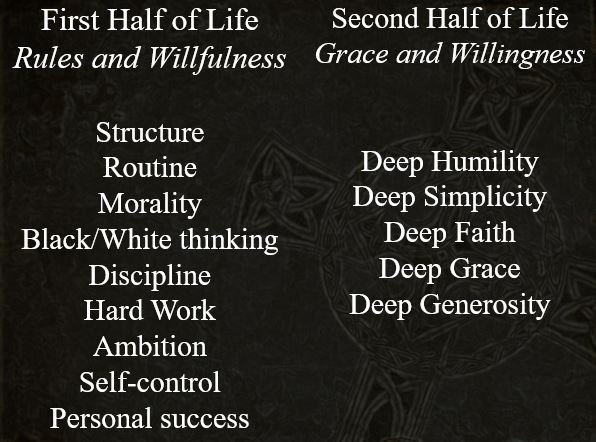 First Half of Life
Rules and Willfulness
Structure
Routine
Morality
Black/White thinking
Discipline
Hard Work
Ambition
Self-control
Personal success
Second Half of Life
Grace and Willingness
Deep Humility
Deep Simplicity
Deep Faith
Deep Grace
Deep Generosity